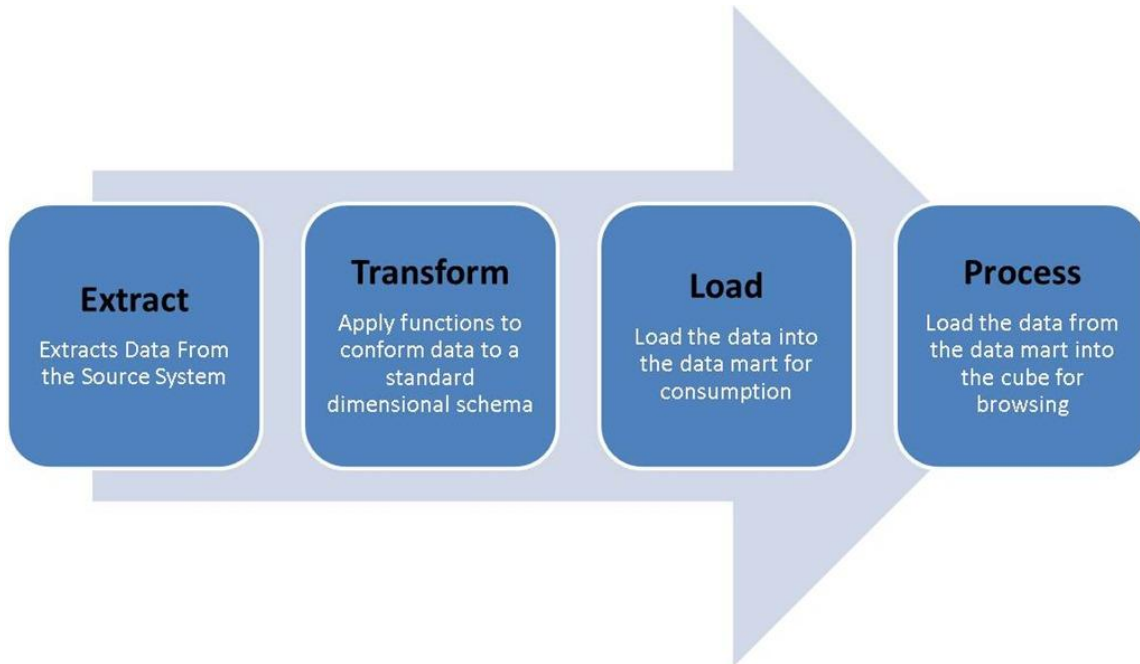 Extract
Extracts Data From
the Source System
Transform
Apply functions to
conform data to a
standard
dimensional schema
Load
Load the data into
the data mart for
consumption
Process
Load the data from
the data mart into
the cube for
browsing